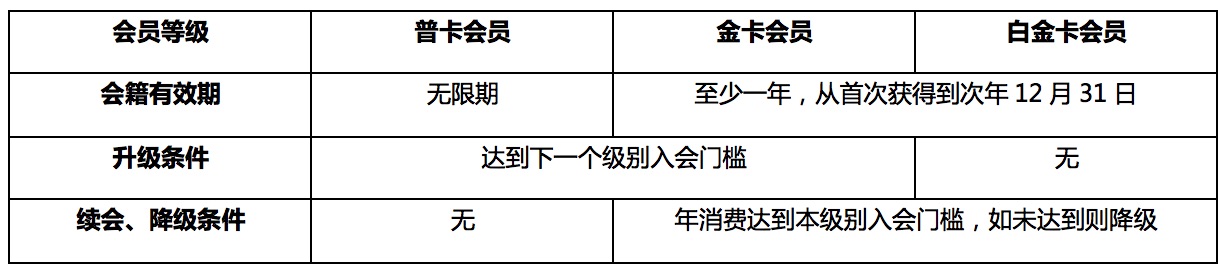 会员等级 普卡会员 金卡会员 白金卡会员
会籍有效期 无限期 至少一年，从首次获得到次年 12 月 31 日
升级条件 达到下一个级别入会门槛 无
续会、降级条件 无 年消费达到本级别入会门槛，如未达到则降级